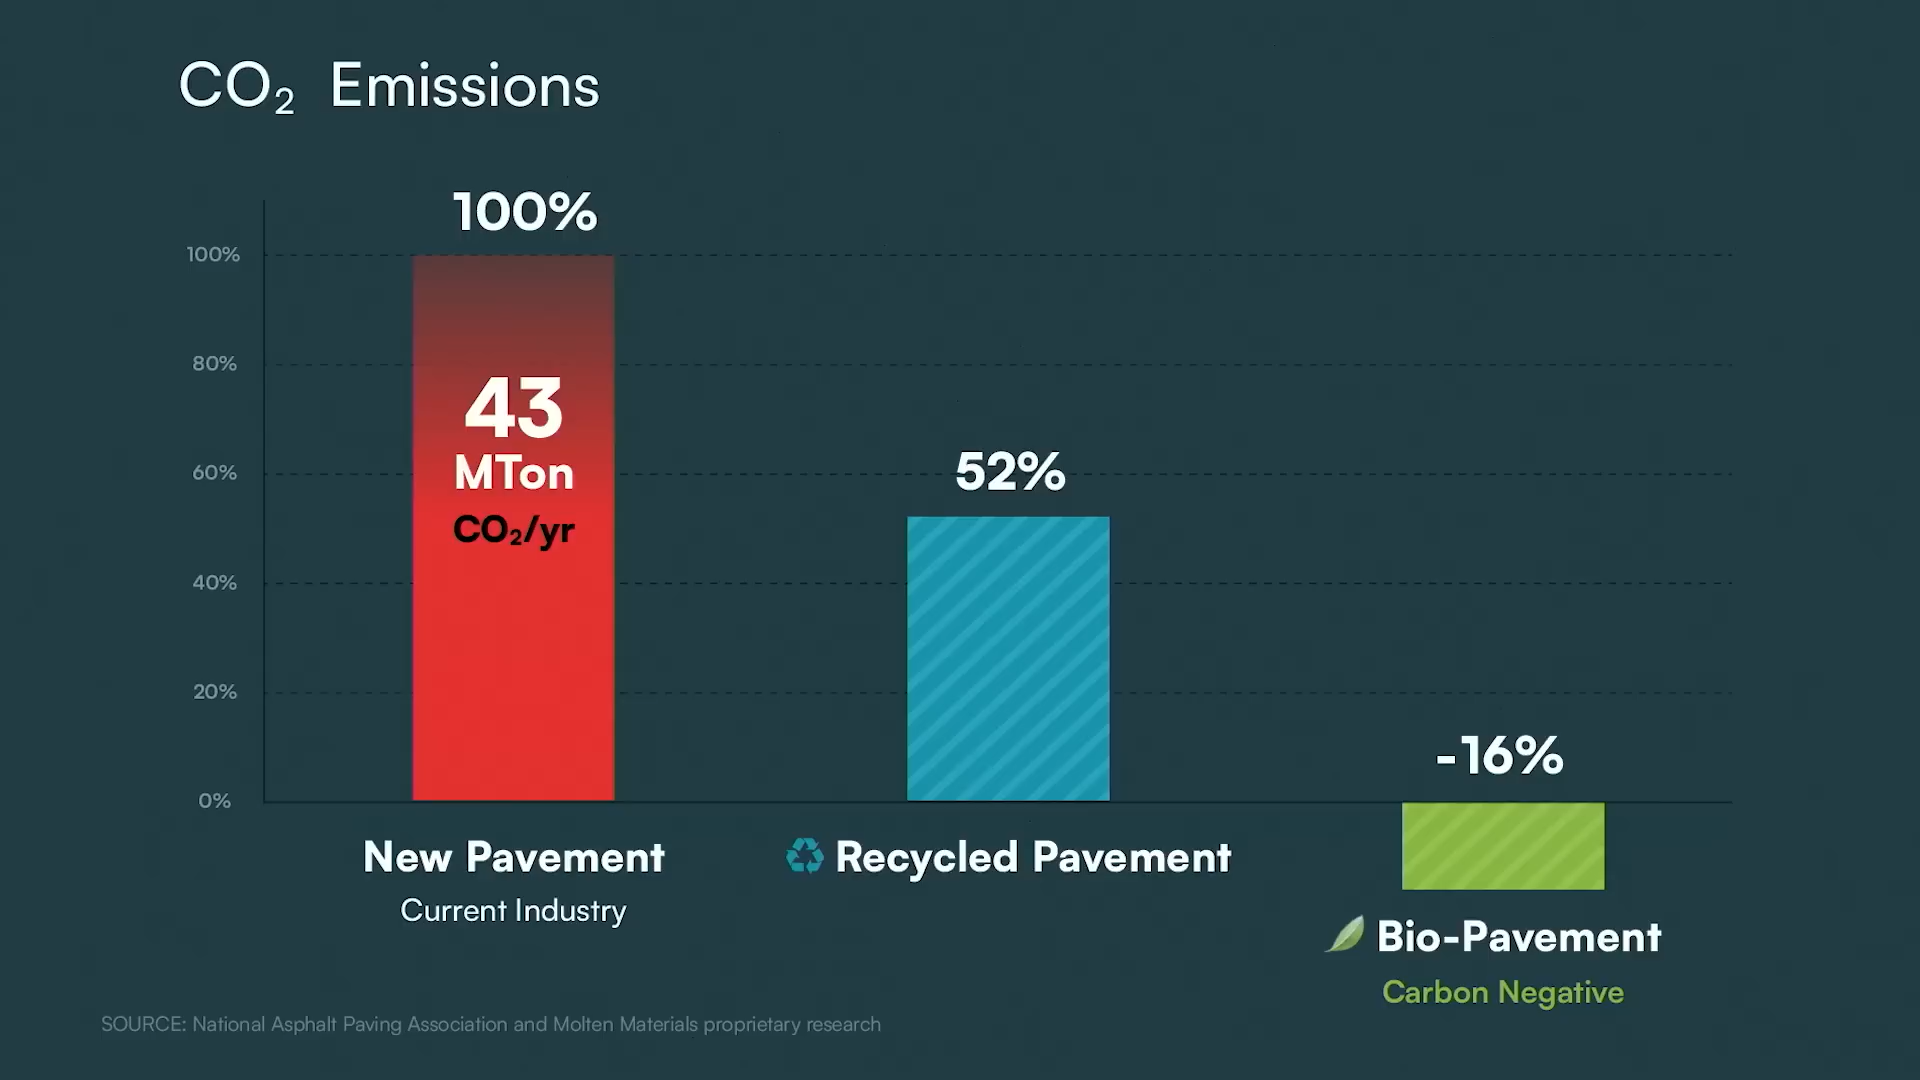 CO₂ Emissions
100%
100%
80%
43
MTon
60%
52%
CO₂/yr
40%
20%
-16%
0%
New Pavement
Recycled Pavement
Current Industry
Bio-Pavement
Carbon Negative
SOURCE: National Asphalt Paving Association and Molten Materials proprietary research